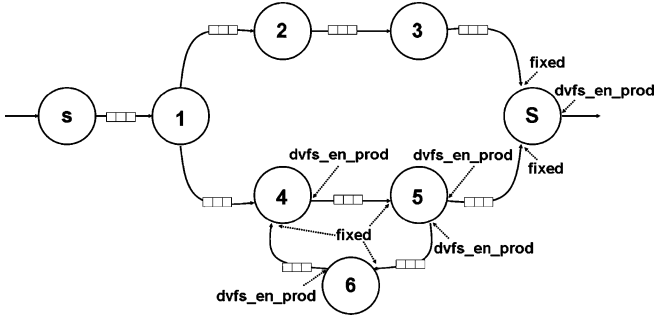 2
3
fixed
dvfs_en_prod
s
1
S
dvfs_en_prod
dvfs_en_prod
fixed
4
5
fixed
dvfs_en_prod
6
dvfs_en_prod